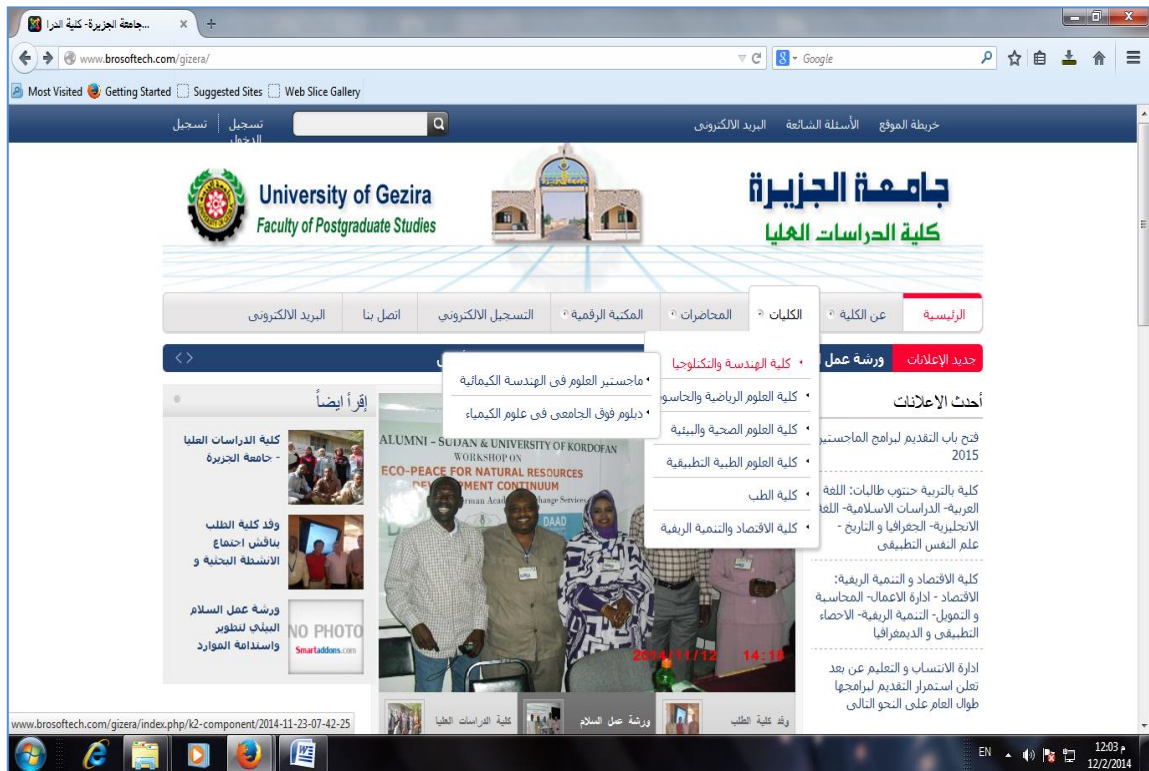 جامعة الجزيرة- كلية الدرا...
www.brosoftech.com/gizera/
Google
Most Visited
Getting Started
Suggested Sites
Web Slice Gallery
خريطة الموقع
الأسئلة الشائعة
البريد الالكترونى
تسجيل الدخول
تسجيل
University of Gezira
Faculty of Postgraduate Studies
جامعة الجزيرة
كلية الدراسات العليا
الرئيسية
عن الكلية
الكليات
المحاضرات
المكتبة الرقمية
التسجيل الالكتروني
اتصل بنا
البريد الالكترونى
جديد الإعلانات
ورشة عمل
كلية الهندسة والتكنلوجيا
كلية العلوم الرياضية والحاسو
كلية العلوم الصحية والبيئية
كلية العلوم الطبية التطبيقية
كلية الطب
كلية الاقتصاد والتنمية الريفية
ماجستير العلوم فى الهندسة الكيمائية
دبلوم فوق الجامعى فى علوم الكيمياء
أحدث الاعلانات
فتح باب التقديم لبرامج الماجستير
2015
كلية بالتربية حنتوب طالبات: اللغة
العربية- الدراسات الاسلامية- اللغة
الانجليزية- الجغرافيا و التاريخ -
علم النفس التطبيقى
كلية الاقتصاد و التنمية الريفية:
الاقتصاد - ادارة الاعمال- المحاسبة
و التمويل- التنمية الريفية- الاحصاء
التطبيقى و الديمغرافيا
ادارة الانتساب و التعليم عن بعد
تعلن استمرار التقديم لبرامجها
طوال العام على النحو التالى
ALUMNI – SUDAN & UNIVERSITY OF KORDOFAN
WORKSHOP ON
ECO-PEACE FOR NATURAL RESOURCES
DEVELOPMENT CONTINUUM
DAAD
2014/11/12 14:1
إقرأ ايضاً
كلية الدراسات العليا
- جامعة الجزيرة
وفد كلية الطلب
يناقش اجتماع
الانشطة البحثية و
ورشة عمل السلام
البيئي لتطوير
واستدامة الموارد
NO PHOTO
Smartaddons.com
وفد كلية الطلب
ورشة عمل السلام
كلية الدراسات العليا
www.brosoftech.com/gizera/index.php/k2-component/2014-11-23-07-42-25
EN
12:03 م
12/2/2014